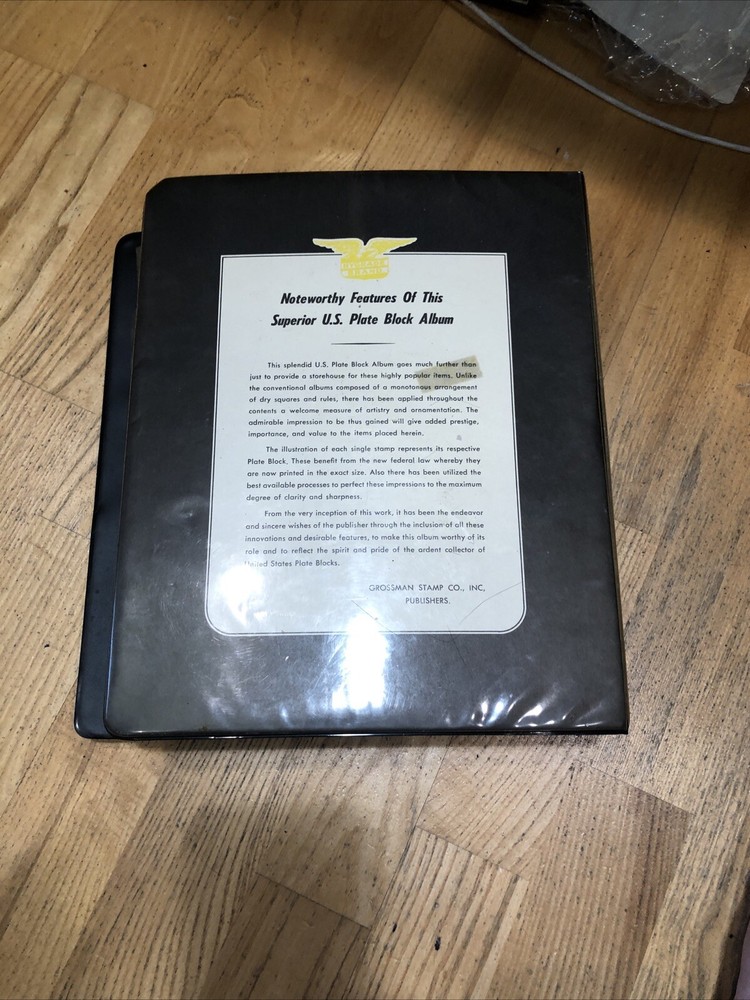 BRAND
Noteworthy Features Of This
Superior U.S. Plate Block Album
This splendid U.S. Plate Block Album goes much further than
just to provide a storehouse for these highly popular items. Unlike
the conventional albums composed of a monotonous arrangement
of dry squares and rules, there has been applied throughout the
contents a welcome measure of artistry and ornamentation. The
admirable impression to be thus gained will give added prestige,
importance, and value to the items placed herein.
The illustration of each single stamp represents its respective
Plate Block. These benefit from the new federal law whereby they
are now printed in the exact size. Also there has been utilized the
best available processes to perfect these impressions to the maximum
degree of clarity and sharpness.
From the very inception of this work, it has been the endeavor
and sincere wishes of the publisher through the inclusion of all these
innovations and desirable features, to make this album worthy of its
role and to reflect the spirit and pride of the ardent collector of
United States Plate Blocks.
GROSSMAN STAMP CO., INC,
PUBLISHERS.